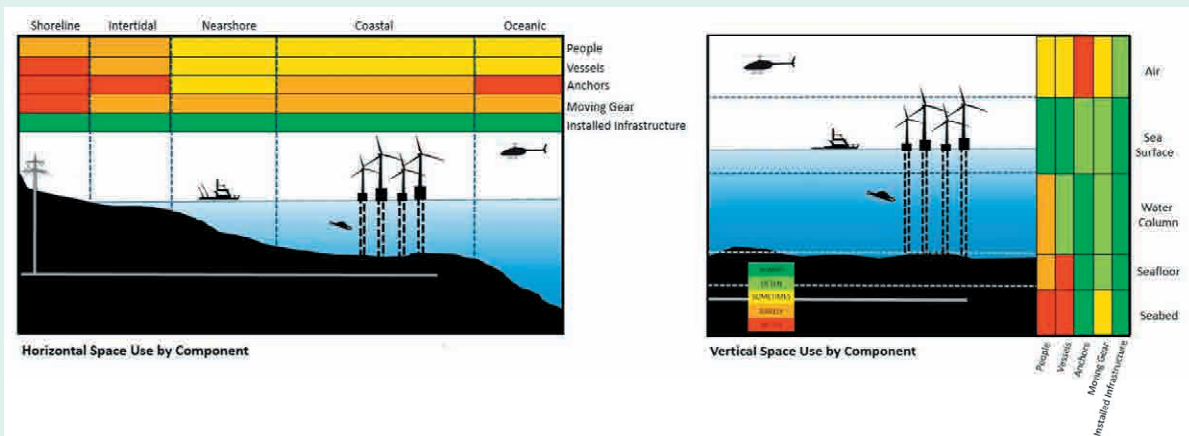 Shoreline Intertidal Nearshore Coastal Oceanic
People
Vessels
Anchors
Moving Gear
Installed Infrastructure
Horizontal Space Use by Component
Air
Sea
Surface
Water
Column
Seafloor
Seabed
OFTEN
SOMETIMES
RARELY
People
Vessels
Anchors
Moving Gear
Installed Infrastructure
Vertical Space Use by Component